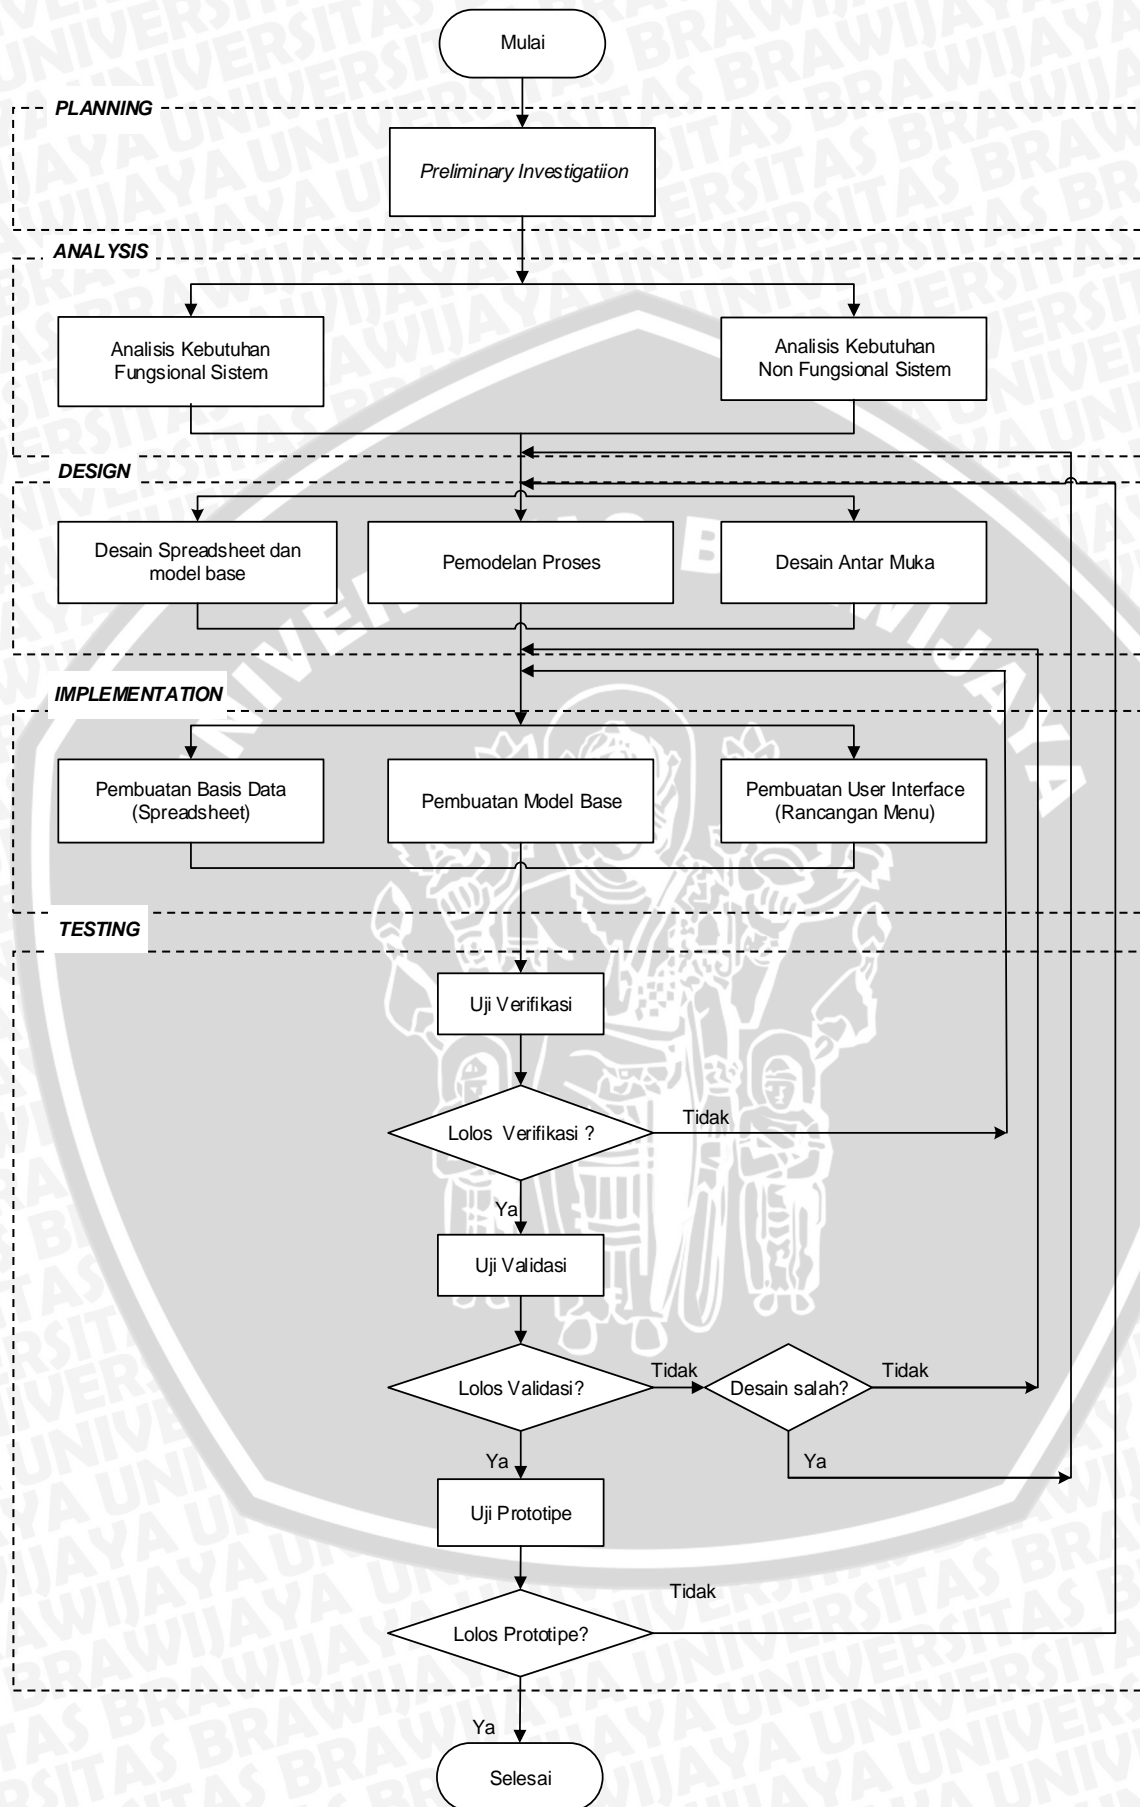 Mulai
PLANNING
Preliminary Investigatiion
ANALYSIS
Analisis Kebutuhan
Fungsional Sistem
Analisis Kebutuhan
Non Fungsional Sistem
DESIGN
Desain Spreadsheet dan
model base
Pemodelan Proses
Desain Antar Muka
IMPLEMENTATION
Pembuatan Basis Data
(Spreadsheet)
Pembuatan Model Base
Pembuatan User Interface
(Rancangan Menu)
TESTING
Uji Verifikasi
Lolos Verifikasi ?
Tidak
Ya
Uji Validasi
Lolos Validasi?
Tidak
Desain salah?
Tidak
Ya
Ya
Uji Prototipe
Lolos Prototipe?
Tidak
Ya
Selesai